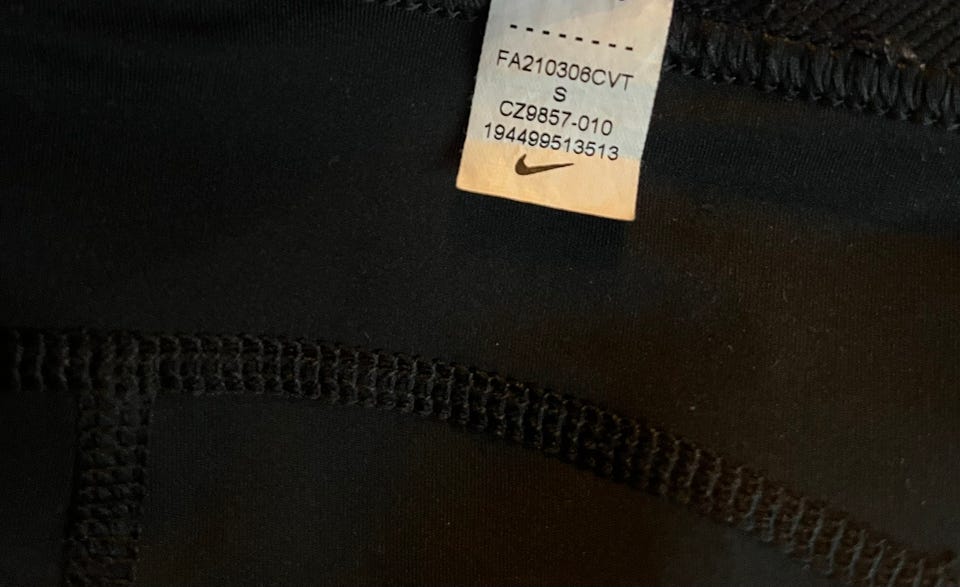 --------
FA210306CVT
S
CZ9857-010
194499513513